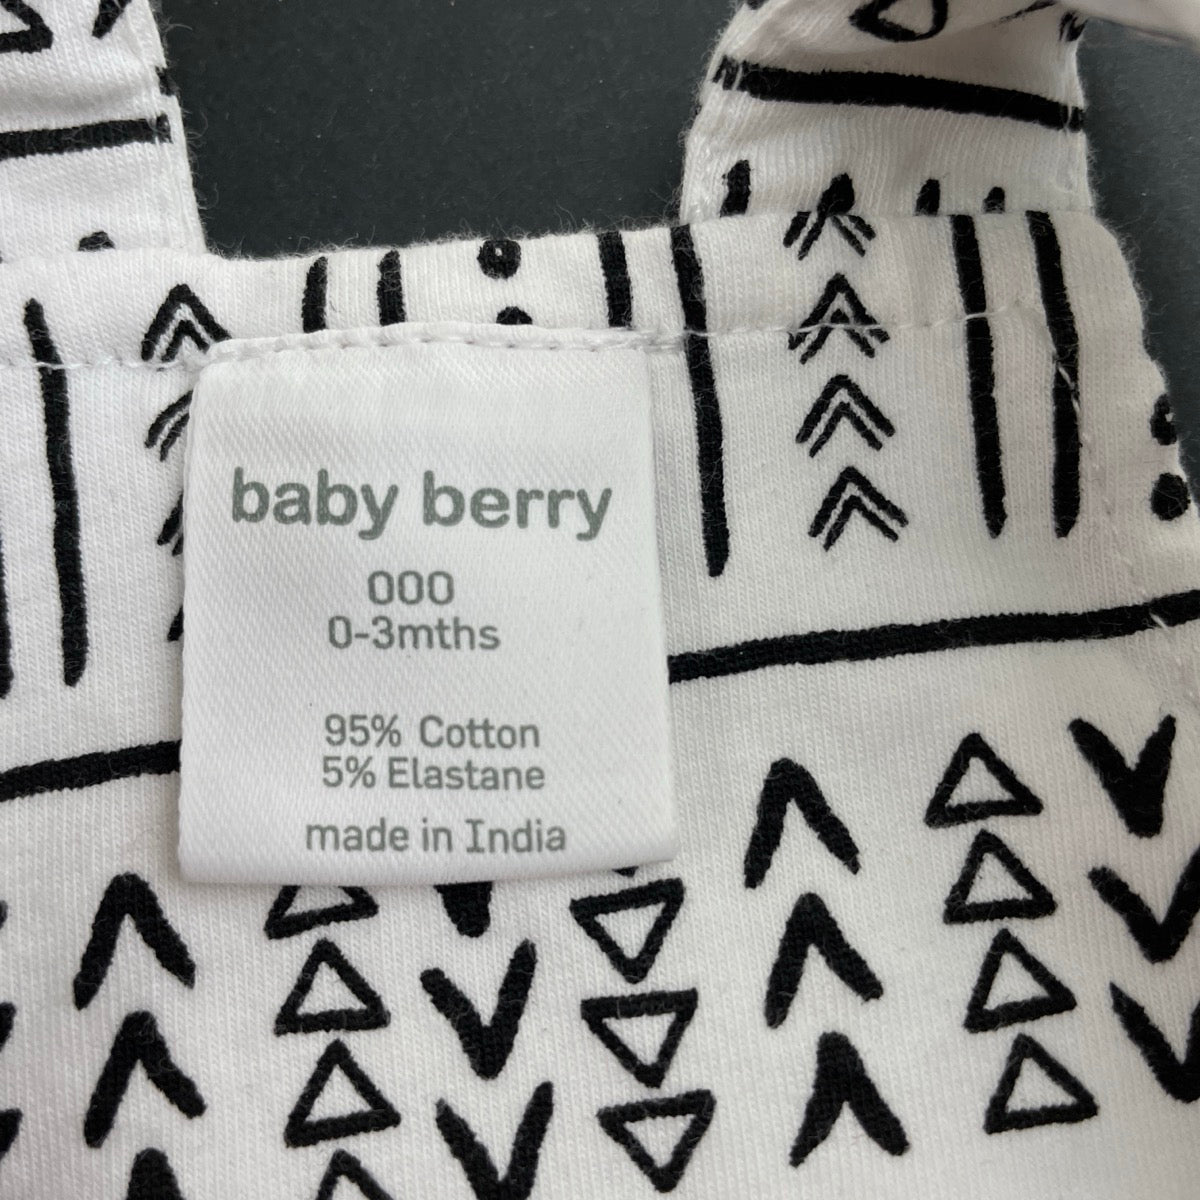 baby berry
000
0-3mths
95% Cotton
5% Elastane
made in India